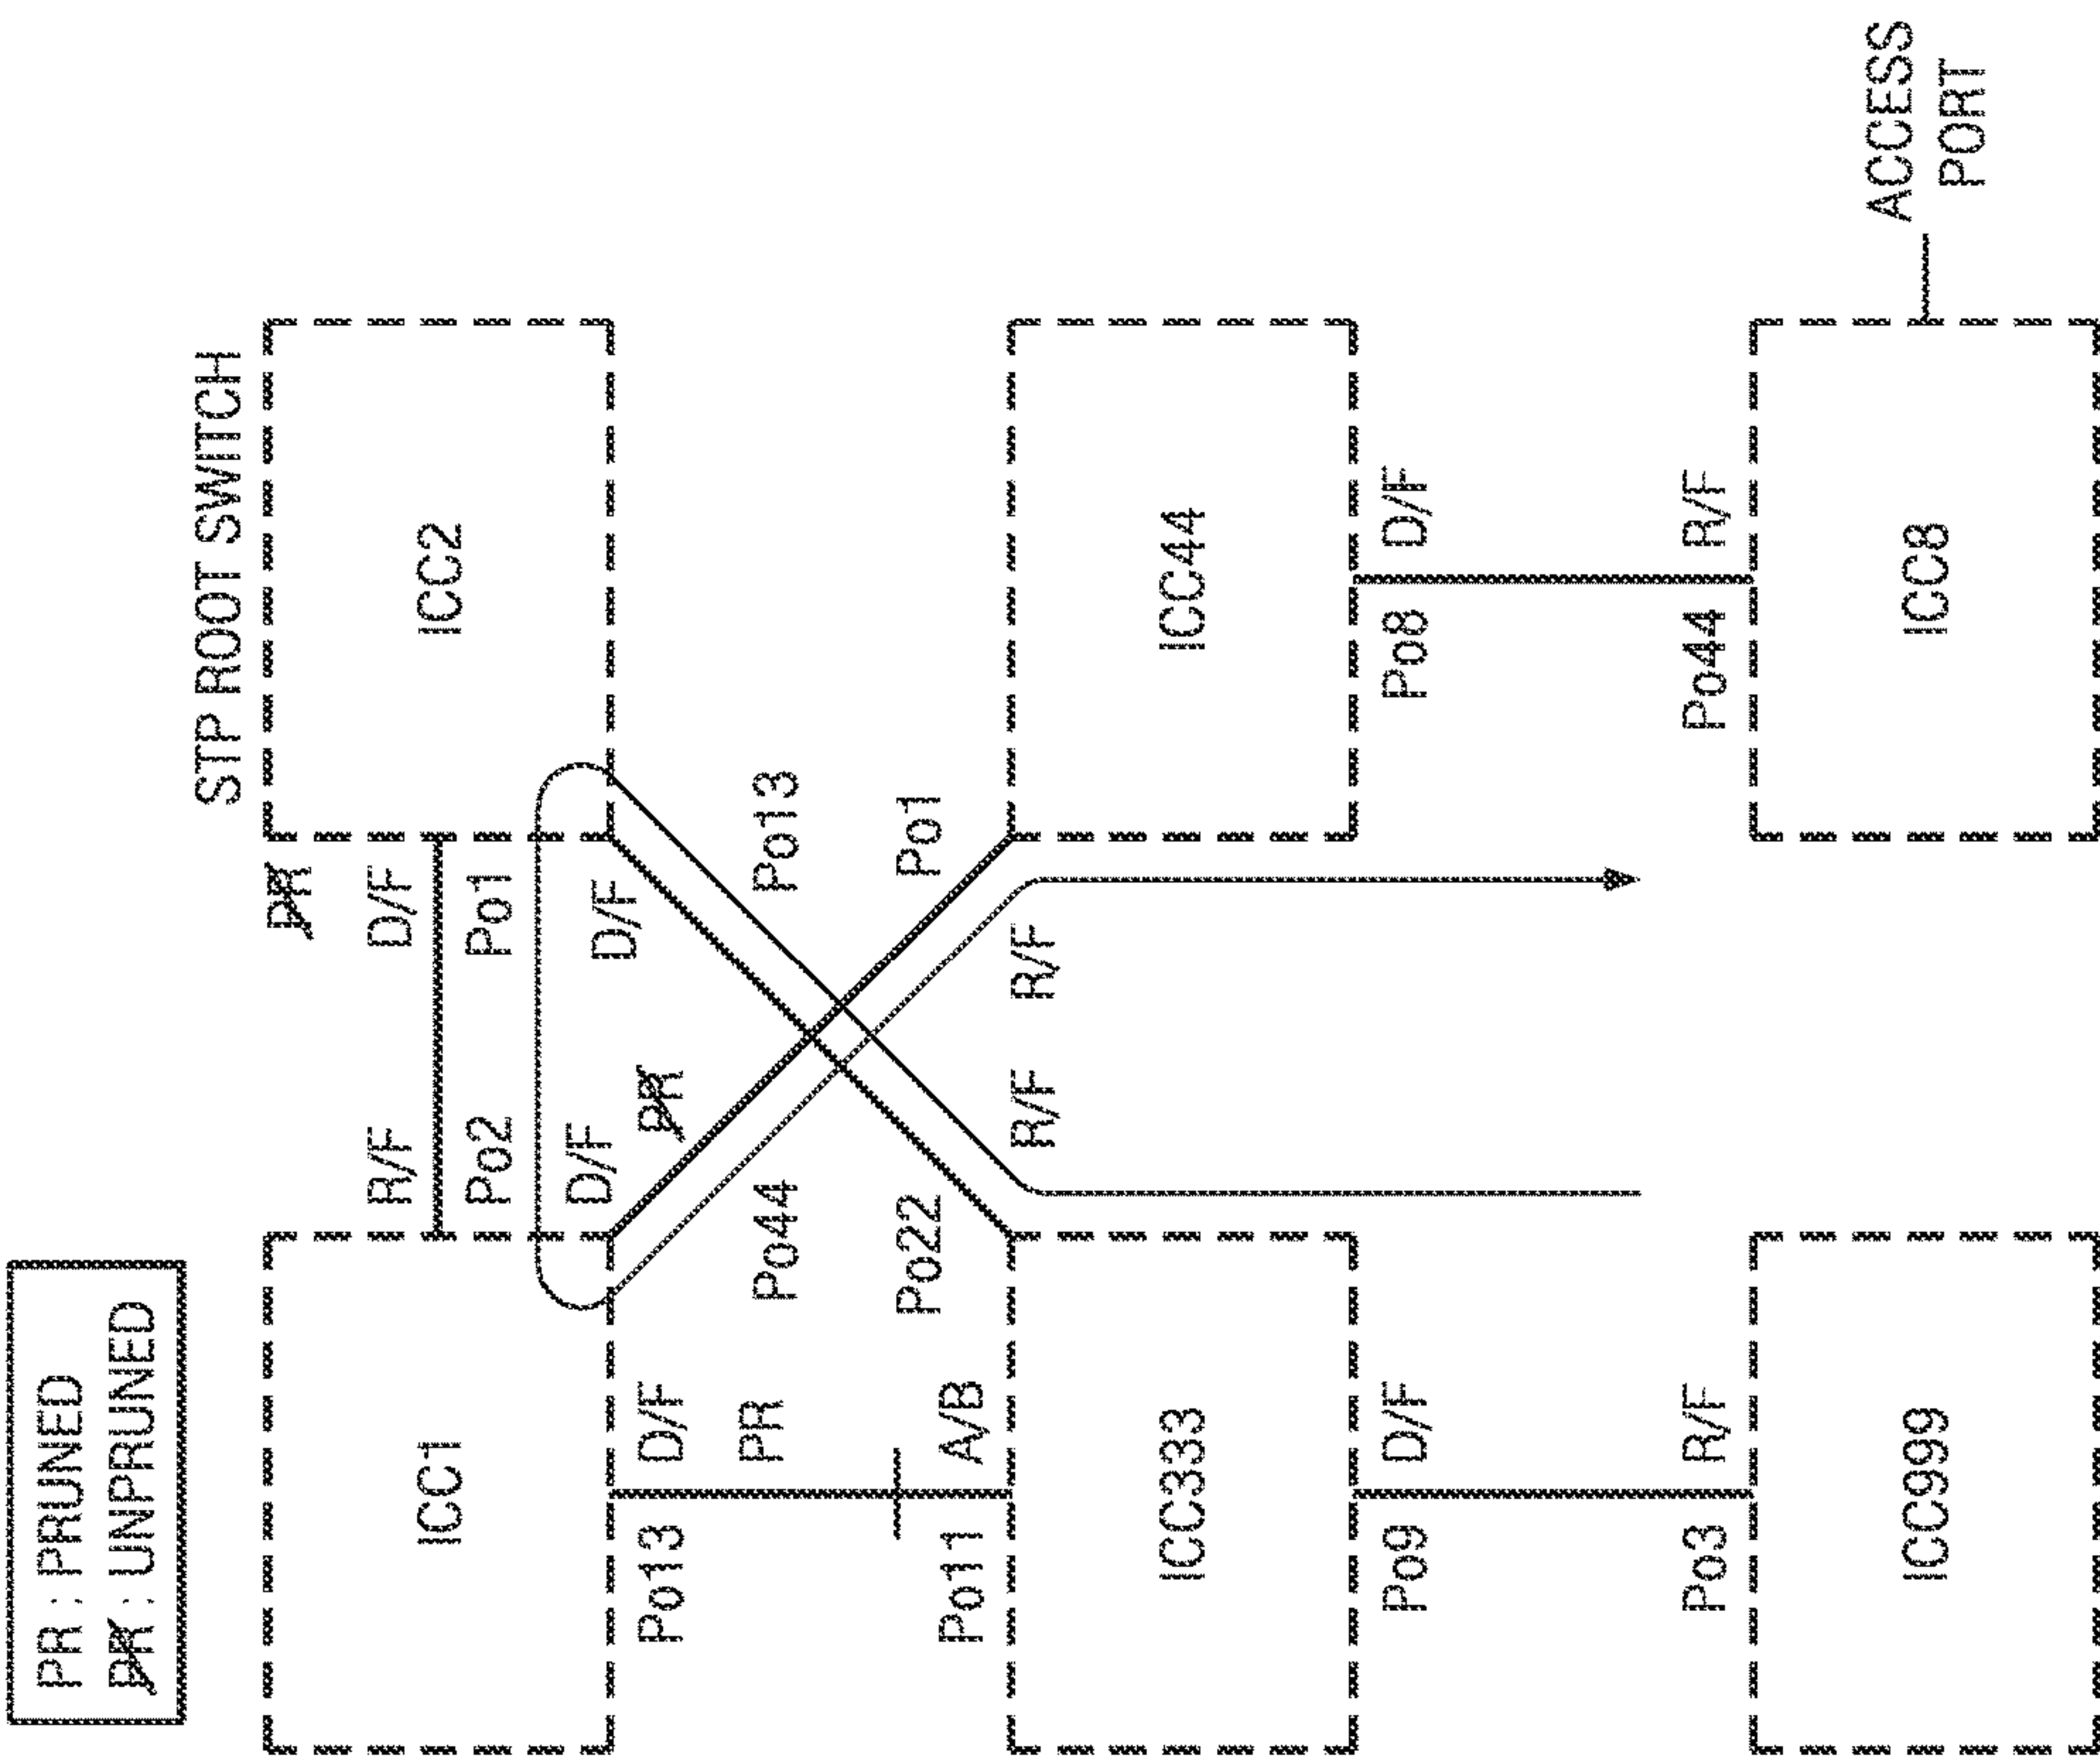 PR : PRUNED
PR : UNPRUNED
STP ROOT SWITCH
PR
R/F
D/F
ICC1
ICC2
Po2
Po1
D/F
D/F
Po13
D/F
PR
PR
Po44
Po13
Po22
Po1
Po11
A/B
R/F
R/F
ICC333
ICC44
Po9
D/F
Po8
D/F
Po3
R/F
Po44
R/F
ICC999
ICC8
ACCESS
PORT